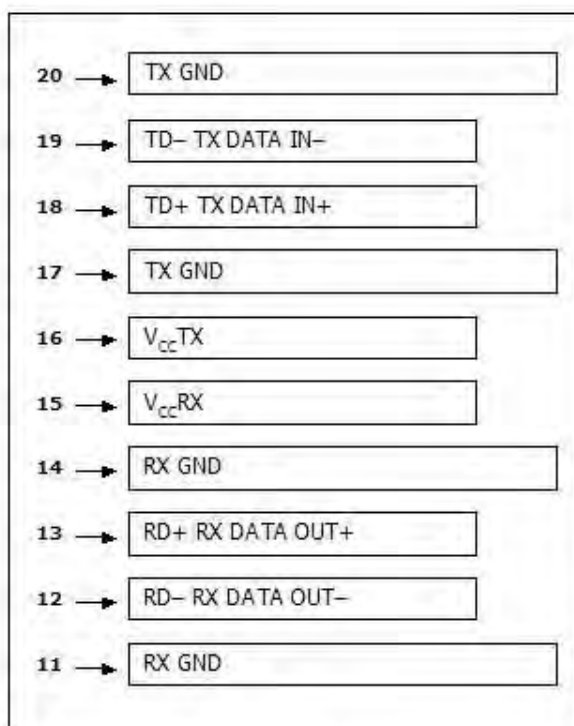 20 TX GND
19 TD− TX DATA IN−
18 TD+ TX DATA IN+
17 TX GND
16 VCCTX
15 VCCRX
14 RX GND
13 RD+ RX DATA OUT+
12 RD− RX DATA OUT−
11 RX GND